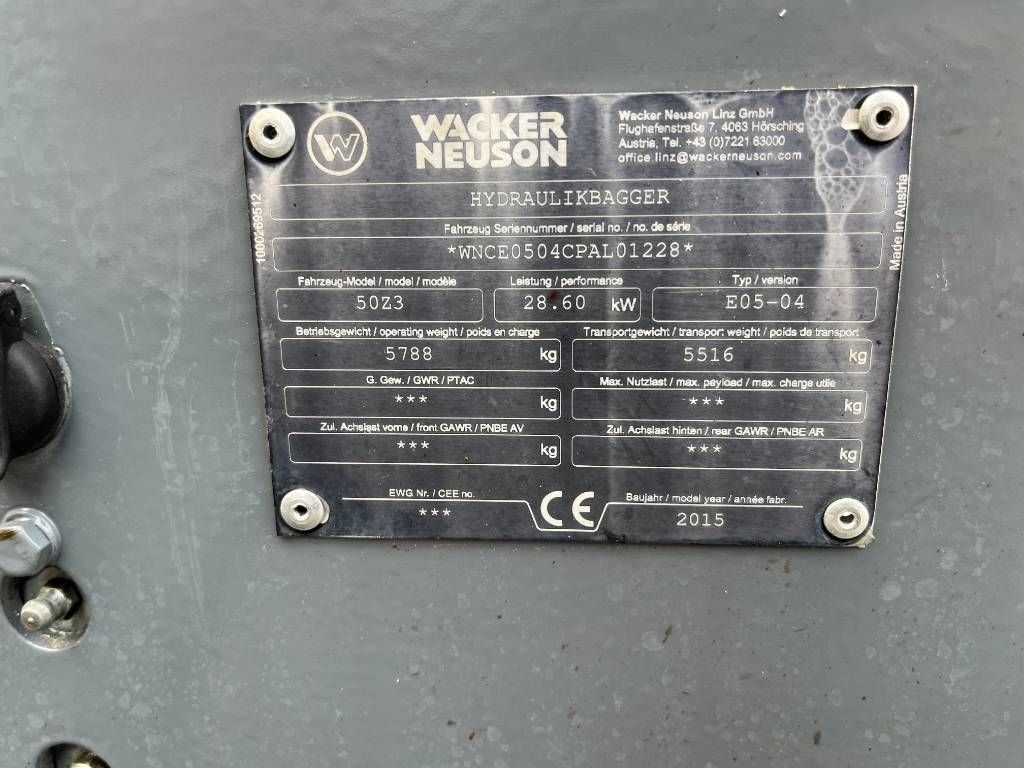 W
WACKER
NEUSON
Wacker Neuson Linz GmbH
Flughafenstraße 7, 4063 Hörsching
Austria, Tel. +43 (0)7221 63000
office.linz@wackerneuson.com
1000269512
Made in Austria
HYDRAULIKBAGGER
Fahrzeug Seriennummer / serial no. / no. de série
*WNCE0504CPAL01228*
Fahrzeug-Model / model / modèle
Leistung / performance
Typ / version
50Z3
28.60 kW
E05-04
Betriebsgewicht / operating weight / poids en charge
Transportgewicht / transport weight / poids de transport
5788 kg
5516 kg
G. Gew. / GWR / PTAC
Max. Nutzlast / max. payload / max. charge utile
*** kg
*** kg
Zul. Achslast vorne / front GAWR / PNBE AV
Zul. Achslast hinten / rear GAWR / PNBE AR
*** kg
*** kg
EWG Nr. / CEE no.
***
CE
Baujahr / model year / année fabr.
2015